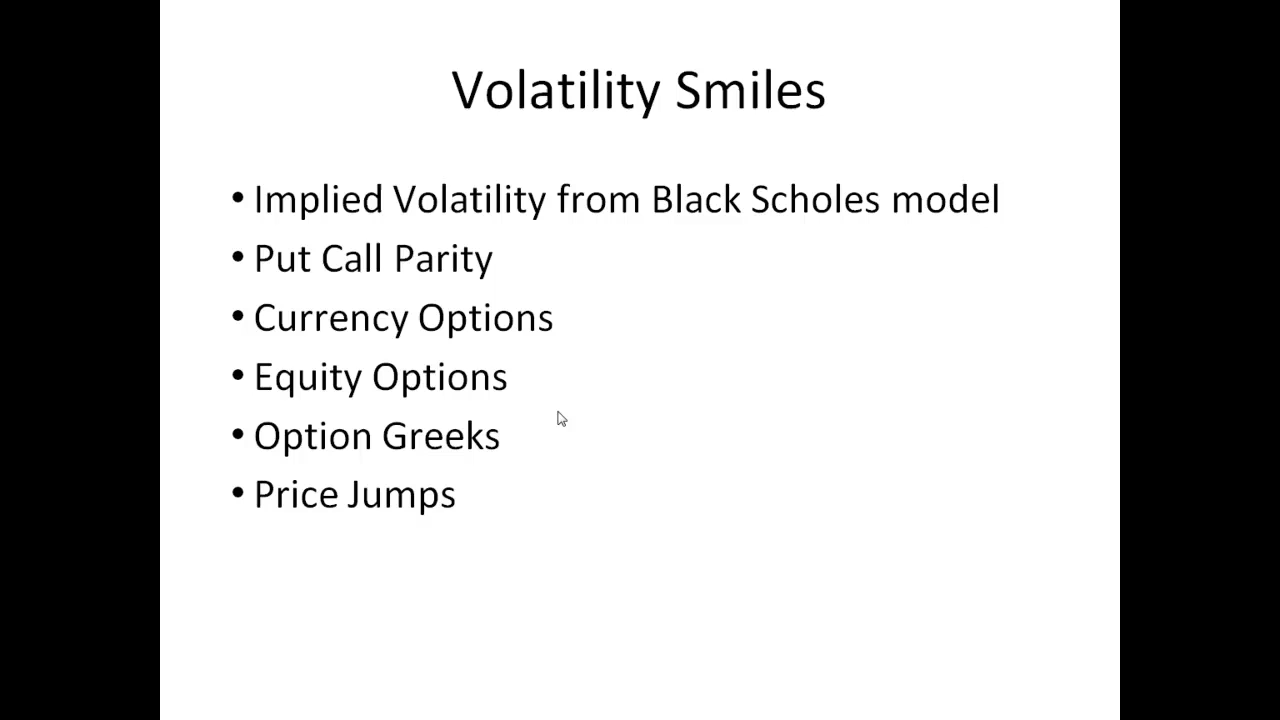 Volatility Smiles
• Implied Volatility from Black Scholes model
• Put Call Parity
• Currency Options
• Equity Options
• Option Greeks
• Price Jumps